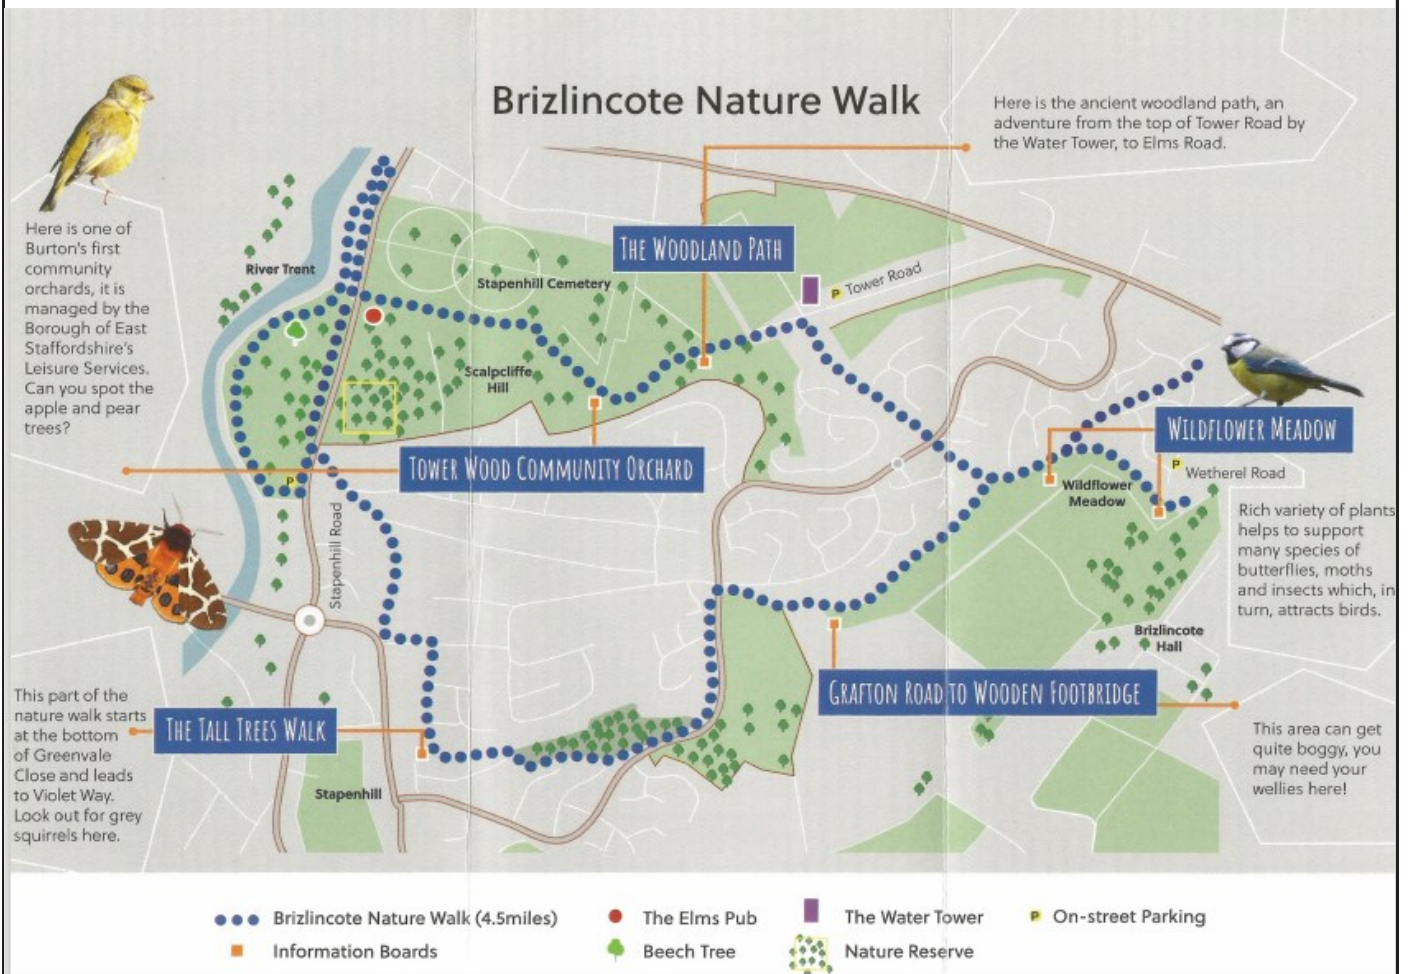 Brizlincote Nature Walk
Here is the ancient woodland path, an
adventure from the top of Tower Road by
the Water Tower, to Elms Road.
Here is one of
Burton's first
community
orchards, it is
managed by the
Borough of East
Staffordshire's
Leisure Services.
Can you spot the
apple and pear
trees?
River Trent
Stapenhill Cemetery
THE WOODLAND PATH
P Tower Road
Scalpcliffe
Hill
TOWER WOOD COMMUNITY ORCHARD
P
WILDFLOWER MEADOW
P Wetherel Road
Wildflower
Meadow
Rich variety of plants
helps to support
many species of
butterflies, moths
and insects which, in
turn, attracts birds.
Stapenhill Road
Brizlincote
Hall
GRAFTON ROAD TO WOODEN FOOTBRIDGE
This area can get
quite boggy, you
may need your
wellies here!
This part of the
nature walk starts
at the bottom
of Greenvale
Close and leads
to Violet Way.
Look out for grey
squirrels here.
THE TALL TREES WALK
Stapenhill
Brizlincote Nature Walk (4.5miles)
The Elms Pub
The Water Tower
P On-street Parking
Information Boards
Beech Tree
Nature Reserve